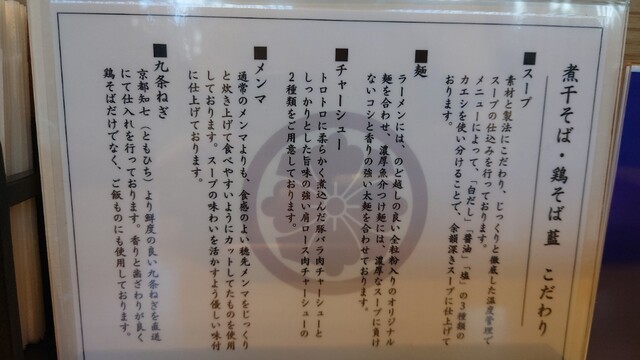 煮干そば・鶏そば 藍 こだわり
■スープ
素材と製法にこだわり、じっくりと徹底した温度管理で
スープの仕込みを行っております。
メニューによって、「白だし」「醤油」「塩」の3種類の
カエシを使い分けることで、余韻深きスープに仕上げて
おります。
■麺
ラーメンには、のど越しの良い全粒粉入りのオリジナル
麺を合わせ、濃厚魚介つけ麺には、濃厚なスープに負け
ないコシと香りの強い太麺を合わせております。
■チャーシュー
トロトロに柔らかく煮込んだ豚バラ肉チャーシューと
しっかりとした旨味の強い肩ロース肉チャーシューの
2種類をご用意しております。
■メンマ
通常のメンマよりも、食感のよい穂先メンマをじっくり
と炊き上げて食べやすいようにカットしてたものを使用
しております。スープの味わいを活かすよう優しい味付
に仕上げております。
■九条ねぎ
京都知七（ともひち）より鮮度の良い九条ねぎを直送
にて仕入れを行っております。香りと歯ざわりが良く
鶏そばだけでなく、ご飯ものにも使用しております。